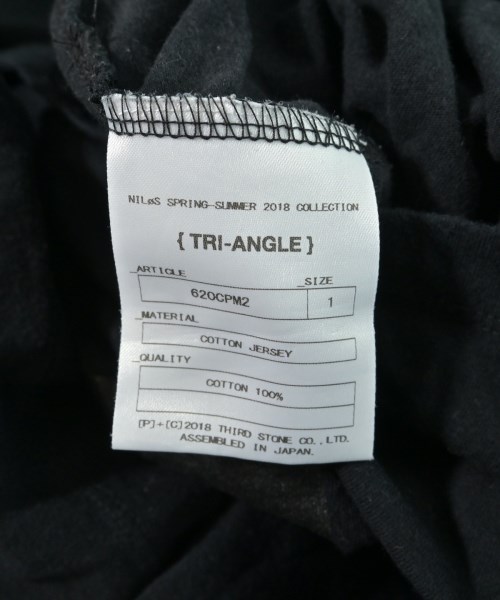 NILøS SPRING-SUMMER 2018 COLLECTION
{ TRI-ANGLE }
_ARTICLE _SIZE
620CPM2 1
_MATERIAL
COTTON JERSEY
_QUALITY
COTTON 100%
[P]+[C]2018 THIRD STONE CO.,LTD.
ASSEMBLED IN JAPAN.